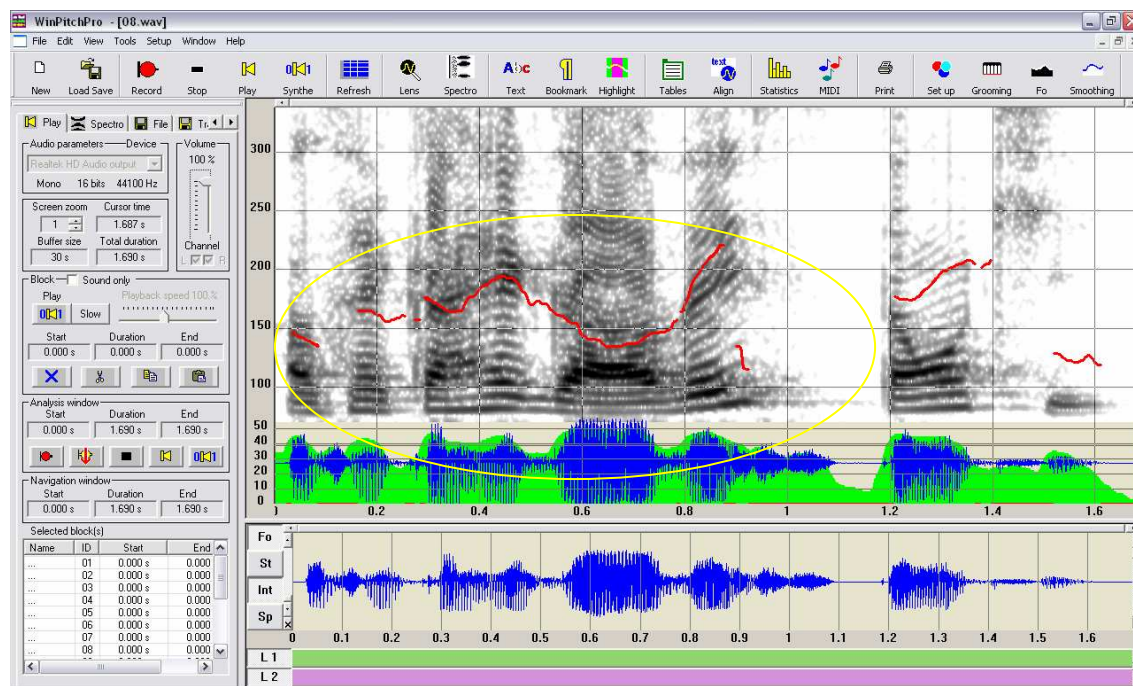 WinPitchPro - [08.wav]
File Edit View Tools Setup Window Help
New Load Save Record Stop Play Synthe Refresh Lens Spectro Text Bookmark Highlight Tables Align Statistics MIDI Print Set up Grooming Fo Smoothing
Play Spectro File
Audio parameters Device Volume
Realtek HD Audio output 100 %
Mono 16 bits 44100 Hz
Screen zoom Cursor time
1 1.687 s
Buffer size Total duration
30 s 1.690 s
Channel
L R
Block Sound only
Play Playback speed 100 %
Slow
Start Duration End
0.000 s 0.000 s 0.000 s
Analysis window
Start Duration End
0.000 s 1.690 s 1.690 s
Navigation window
Start Duration End
0.000 s 1.690 s 1.690 s
Selected block(s)
Name ID Start End
... 01 0.000 s 0.000
... 02 0.000 s 0.000
... 03 0.000 s 0.000
... 04 0.000 s 0.000
... 05 0.000 s 0.000
... 06 0.000 s 0.000
... 07 0.000 s 0.000
... 08 0.000 s 0.000
300
250
200
150
100
50
40
30
20
10
0
0.2 0.4 0.6 0.8 1 1.2 1.4 1.6
Fo
St
Int
Sp
0 0.1 0.2 0.3 0.4 0.5 0.6 0.7 0.8 0.9 1 1.1 1.2 1.3 1.4 1.5 1.6
L 1
L 2